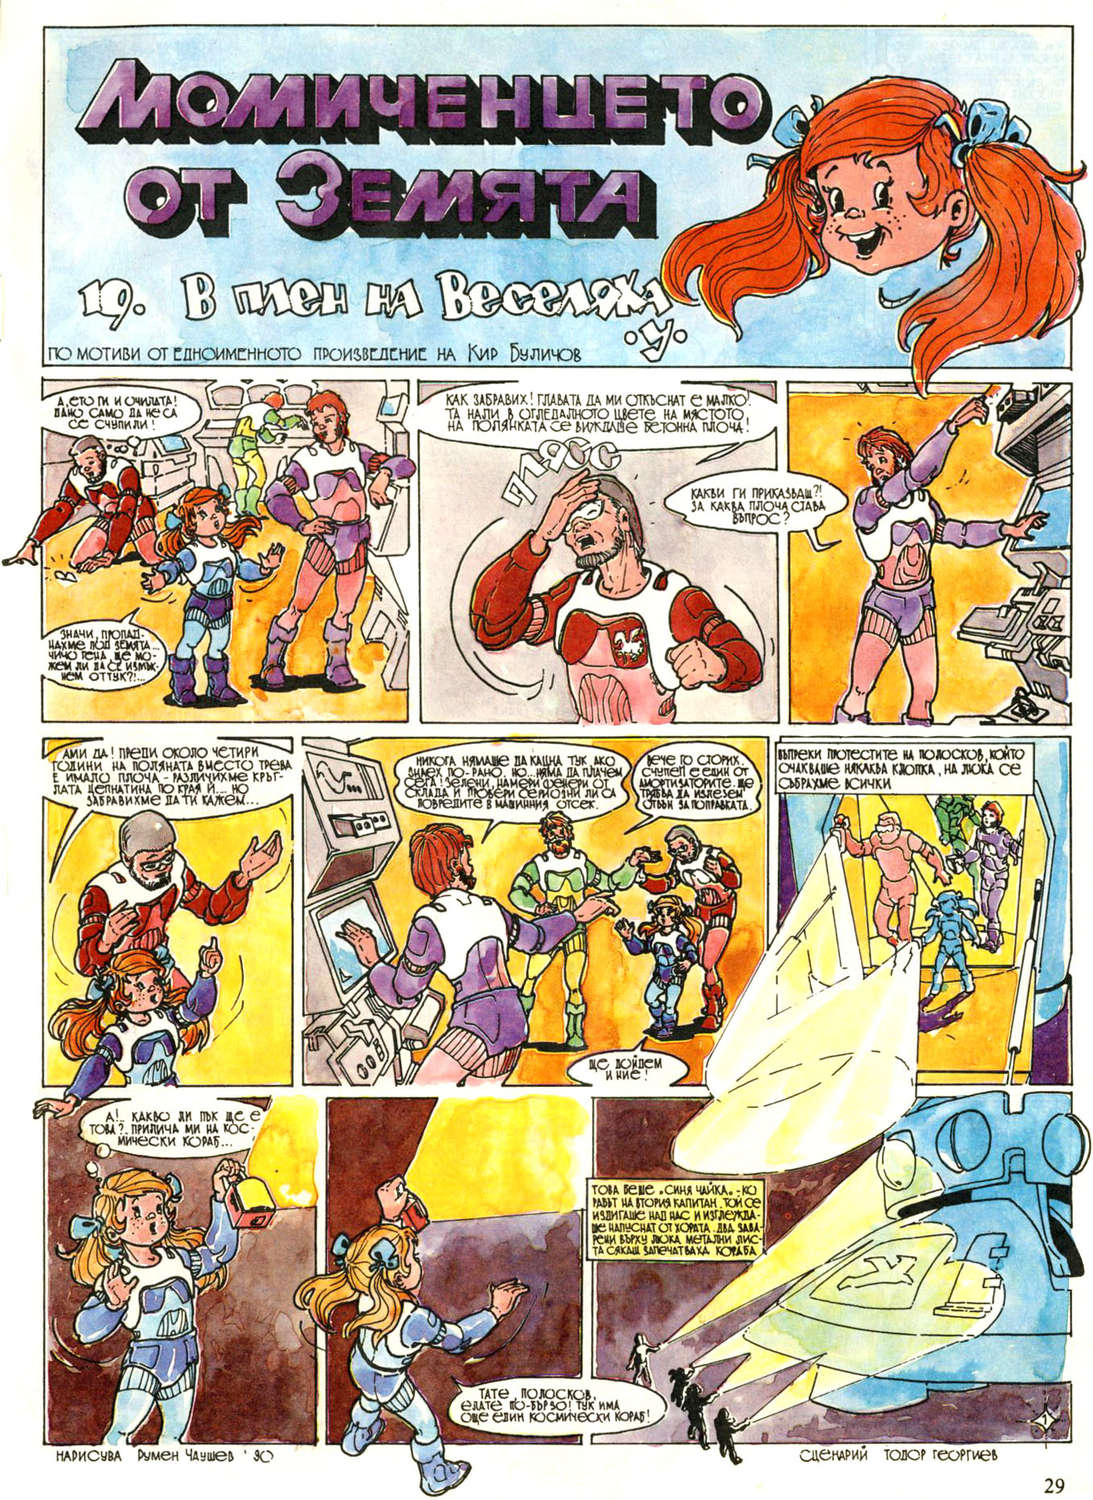 Момиченцето
от Земята
19. В плен на Веселяка
.У.
по мотиви от едноименното произведение на Кир Буличов
А, ето ги и очилата!
Дано само да не са
се счупили!
Значи, пропад-
нахме под земята...
Чичо Гена, ще мо-
жем ли да се измък-
нем оттук?!...
Как забравих! Главата да ми откъснат е малко!
Та нали в огледалното цвете на мястото
на полянката се виждаше бетонна плоча!
Плясс
Какви ги приказваш?!
За каква плоча става
въпрос?
Ами да! Преди около четири
години на поляната вместо трева
е имало плоча - различихме кръг-
лата цепнатина по края й... но
забравихме да ти кажем...
Никога нямаше да кацна тук ако
знаех по-рано. Но... няма да плачем
сега! Зелени, намери фенери от
склада и провери сериозни ли са
повредите в машинния отсек.
Вече го сторих.
Счупен е един от
амортизаторите. Ще
трябва да излезем
отвън за поправката.
Ще дойдем
и ние!
Въпреки протестите на Полосков, който
очакваше някаква клопка, на люка се
събрахме всички
А!.. Какво ли пък ще е
това?. Прилича ми на кос-
мически кораб...
Тате, Полосков,
елате по-бързо! Тук има
още един космически кораб!
Това беше „Синя чайка„ - ко
рабът на Втория капитан. Той се
издигаше над нас и изглежда-
ше напуснат от хората. Два зава-
рени върху люка метални лис-
та сякаш запечатваха кораба
1
нарисува Румен Чаушев '90
сценарий Тодор Георгиев
29